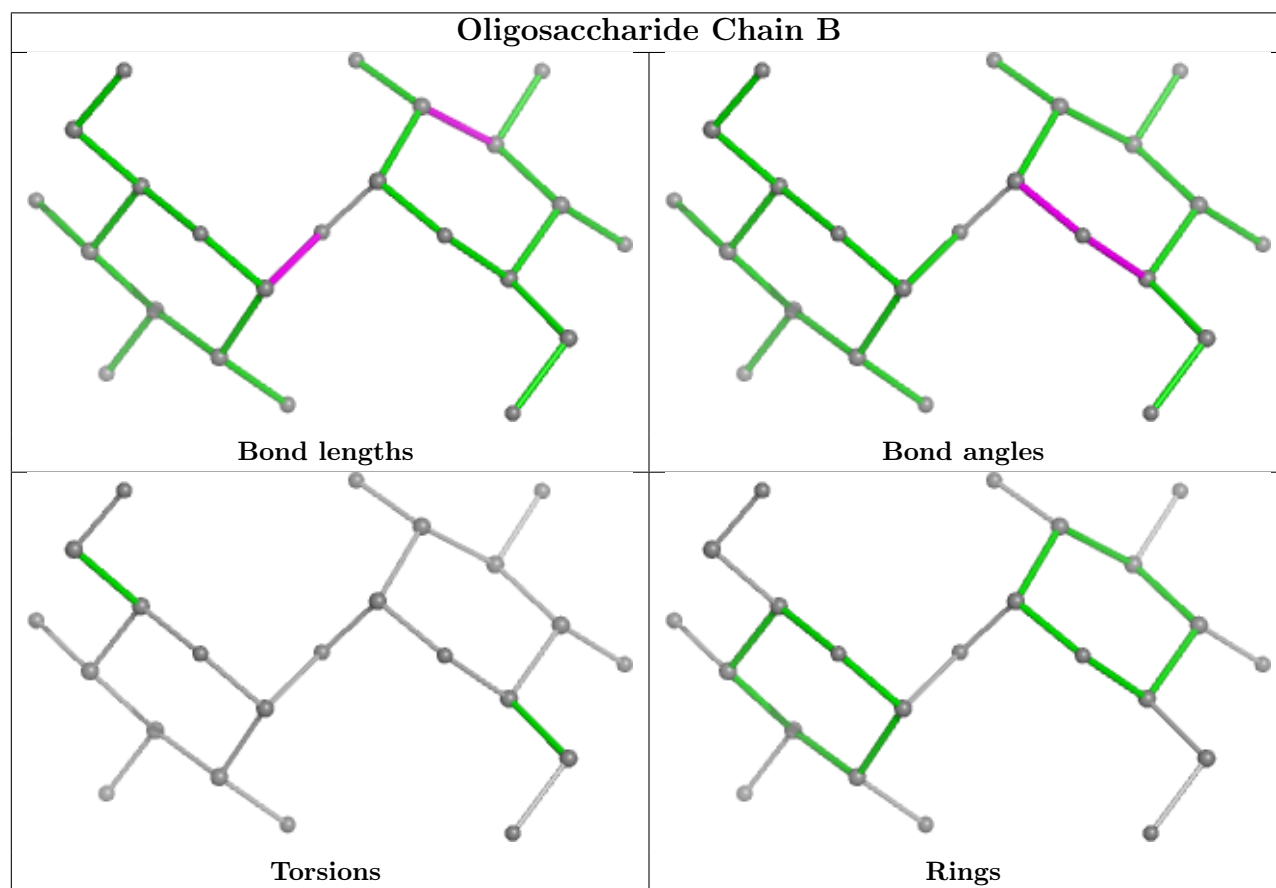 Oligosaccharide Chain B
Bond lengths
Bond angles
Torsions
Rings